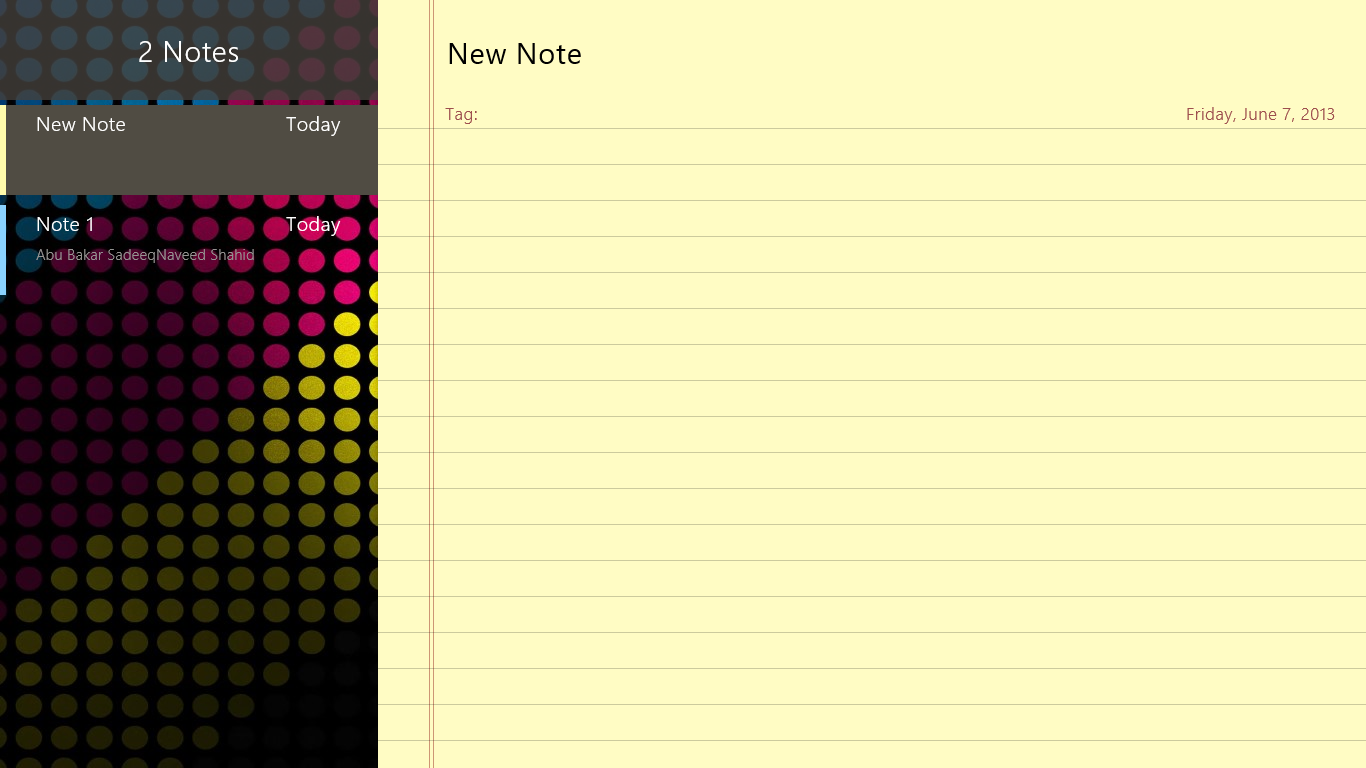 2 Notes
New Note Today
Note 1 Today
Abu Bakar SadeeqNaveed Shahid
New Note
Tag: Friday, June 7, 2013